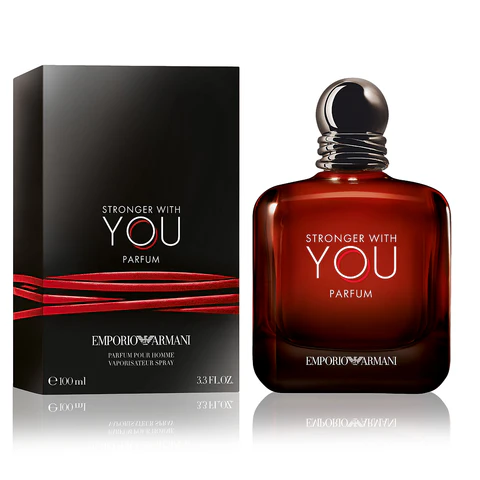 STRONGER WITH
YOU
PARFUM
EMPORIO ARMANI
PARFUM POUR HOMME
VAPORISATEUR SPRAY
℮ 100 ml 3.3 FL.OZ.
STRONGER WITH
YOU
PARFUM
EMPORIO ARMANI